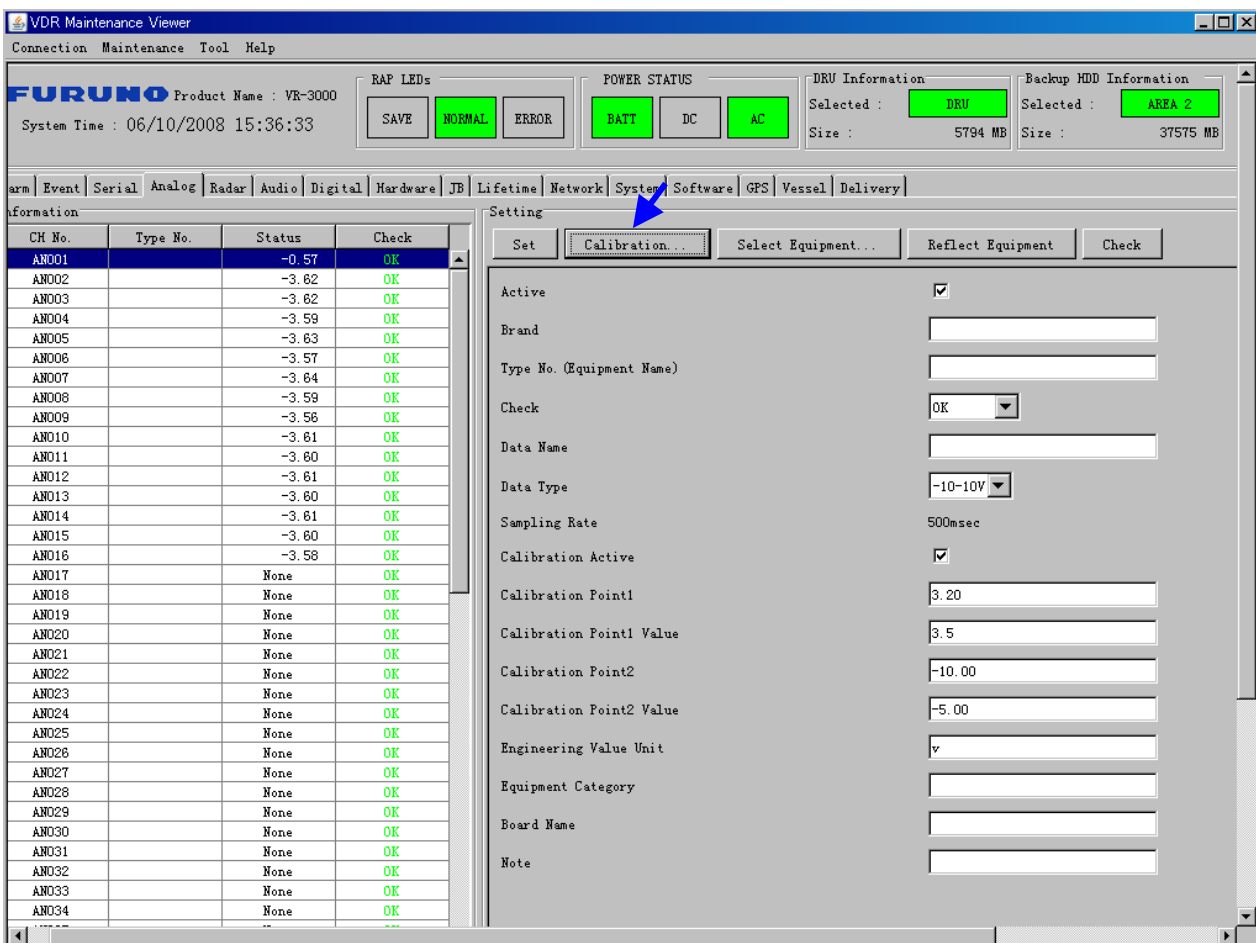 VDR Maintenance Viewer
Connection Maintenance Tool Help
FURUNO Product Name : VR-3000
System Time : 06/10/2008 15:36:33
RAP LEDs
SAVE NORMAL ERROR
POWER STATUS
BATT DC AC
DRU Information
Selected : DRU
Size : 5794 MB
Backup HDD Information
Selected : AREA 2
Size : 37575 MB
arm Event Serial Analog Radar Audio Digital Hardware JB Lifetime Network System Software GPS Vessel Delivery
nformation
CH No. Type No. Status Check
AN001 -0.57 OK
AN002 -3.62 OK
AN003 -3.62 OK
AN004 -3.59 OK
AN005 -3.63 OK
AN006 -3.57 OK
AN007 -3.64 OK
AN008 -3.59 OK
AN009 -3.56 OK
AN010 -3.61 OK
AN011 -3.60 OK
AN012 -3.61 OK
AN013 -3.60 OK
AN014 -3.61 OK
AN015 -3.60 OK
AN016 -3.58 OK
AN017 None OK
AN018 None OK
AN019 None OK
AN020 None OK
AN021 None OK
AN022 None OK
AN023 None OK
AN024 None OK
AN025 None OK
AN026 None OK
AN027 None OK
AN028 None OK
AN029 None OK
AN030 None OK
AN031 None OK
AN032 None OK
AN033 None OK
AN034 None OK
Setting
Set Calibration... Select Equipment... Reflect Equipment Check
Active
Brand
Type No.(Equipment Name)
Check OK
Data Name
Data Type -10-10V
Sampling Rate 500msec
Calibration Active
Calibration Point1 3.20
Calibration Point1 Value 3.5
Calibration Point2 -10.00
Calibration Point2 Value -5.00
Engineering Value Unit v
Equipment Category
Board Name
Note